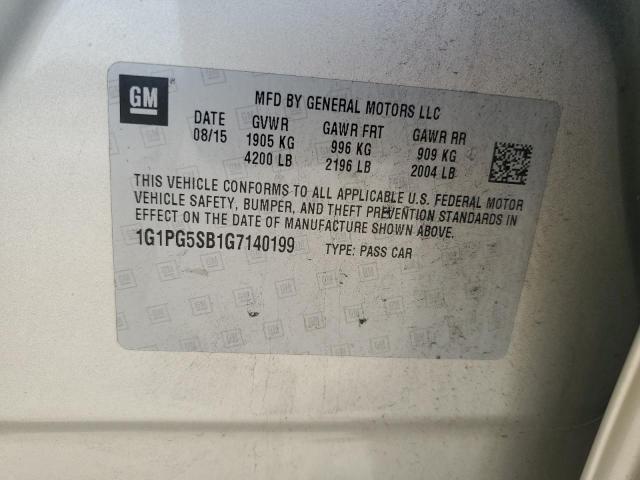 GM
MFD BY GENERAL MOTORS LLC
DATE GVWR GAWR FRT GAWR RR
08/15 1905 KG 996 KG 909 KG
4200 LB 2196 LB 2004 LB
THIS VEHICLE CONFORMS TO ALL APPLICABLE U.S. FEDERAL MOTOR
VEHICLE SAFETY, BUMPER, AND THEFT PREVENTION STANDARDS IN
EFFECT ON THE DATE OF MANUFACTURE SHOWN ABOVE.
1G1PG5SB1G7140199 TYPE: PASS CAR